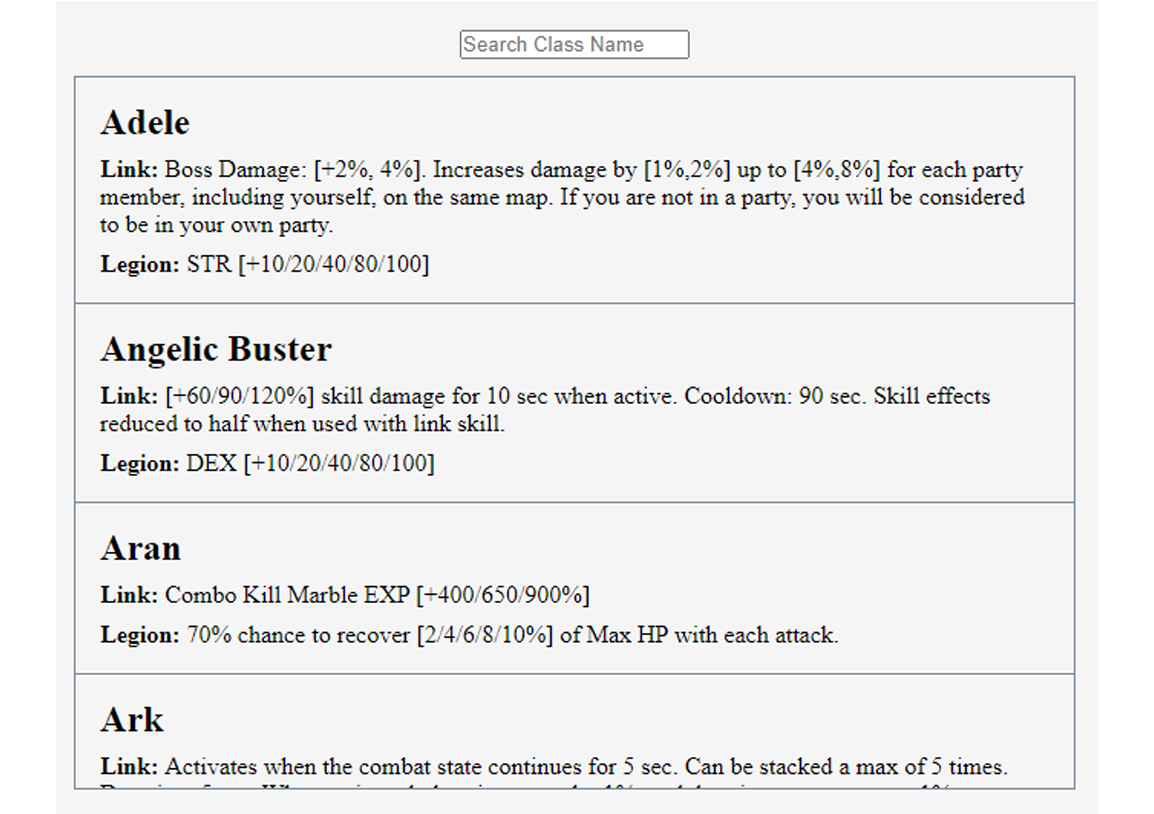 Search Class Name
Adele
Link: Boss Damage: [+2%, 4%]. Increases damage by [1%,2%] up to [4%,8%] for each party
member, including yourself, on the same map. If you are not in a party, you will be considered
to be in your own party.
Legion: STR [+10/20/40/80/100]
Angelic Buster
Link: [+60/90/120%] skill damage for 10 sec when active. Cooldown: 90 sec. Skill effects
reduced to half when used with link skill.
Legion: DEX [+10/20/40/80/100]
Aran
Link: Combo Kill Marble EXP [+400/650/900%]
Legion: 70% chance to recover [2/4/6/8/10%] of Max HP with each attack.
Ark
Link: Activates when the combat state continues for 5 sec. Can be stacked a max of 5 times.